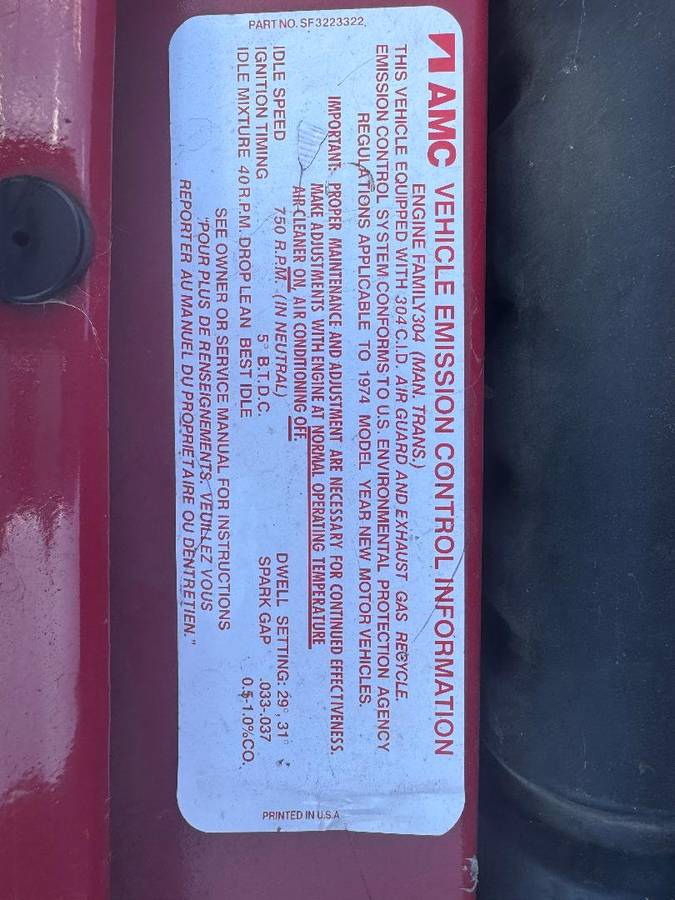 PART NO. SF3223322
AMC VEHICLE EMISSION CONTROL INFORMATION
ENGINE FAMILY 304 (MAN. TRANS.)
THIS VEHICLE EQUIPPED WITH 304 C.I.D. AIR GUARD AND EXHAUST GAS RECYCLE.
EMISSION CONTROL SYSTEM CONFORMS TO U.S. ENVIRONMENTAL PROTECTION AGENCY
REGULATIONS APPLICABLE TO 1974 MODEL YEAR NEW MOTOR VEHICLES.
IMPORTANT: PROPER MAINTENANCE AND ADJUSTMENT ARE NECESSARY FOR CONTINUED EFFECTIVENESS.
MAKE ADJUSTMENTS WITH ENGINE AT NORMAL OPERATING TEMPERATURE
AIR CLEANER ON, AIR CONDITIONING OFF.
IDLE SPEED 750 R.P.M. (IN NEUTRAL) DWELL SETTING: 29°, 31°
IGNITION TIMING 5° B.T.D.C. SPARK GAP .033-.037
IDLE MIXTURE 40 R.P.M. DROP LEAN BEST IDLE 0.5-1.0%CO.
SEE OWNER OR SERVICE MANUAL FOR INSTRUCTIONS
"POUR PLUS DE RENSEIGNEMENTS, VEUILLEZ VOUS
REPORTER AU MANUEL DU PROPRIETAIRE OU D'ENTRETIEN."
PRINTED IN U.S.A